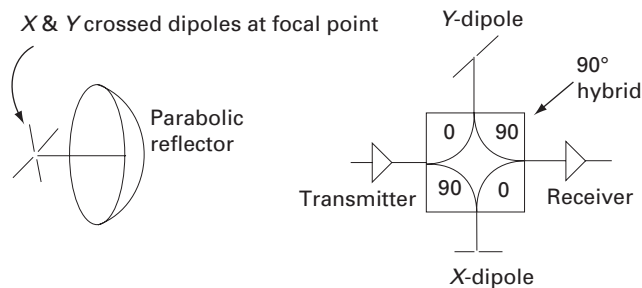 X & Y crossed dipoles at focal point
Parabolic
reflector
Y-dipole
90°
hybrid
0 90
90 0
Transmitter
Receiver
X-dipole